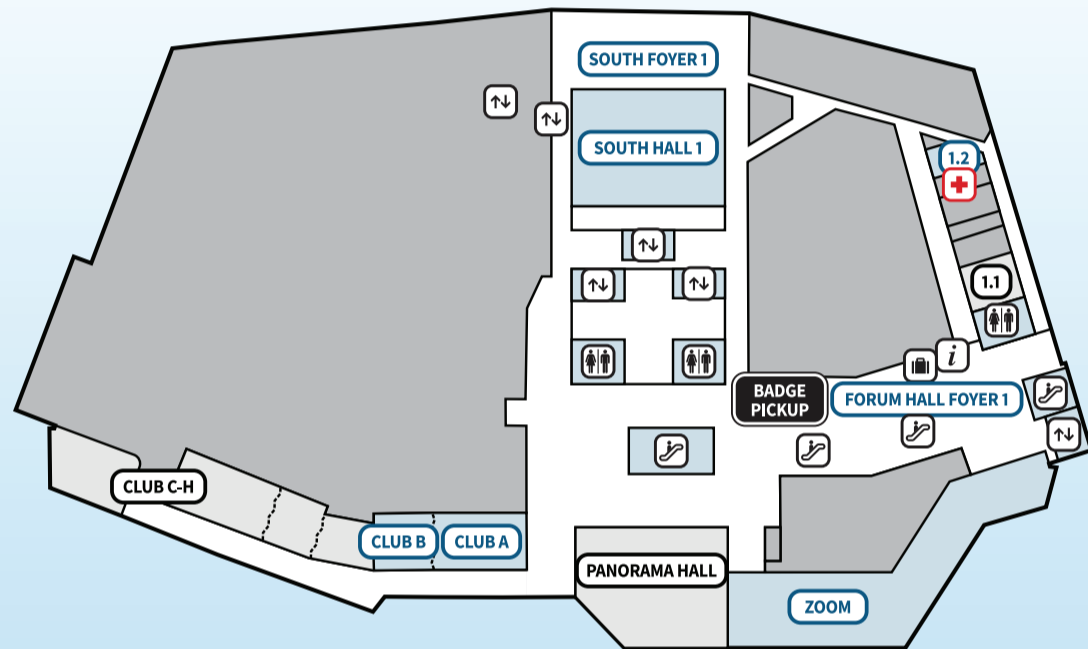 SOUTH FOYER 1
SOUTH HALL 1
1.2
1.1
i
BADGE
PICKUP
FORUM HALL FOYER 1
CLUB C-H
CLUB B
CLUB A
PANORAMA HALL
ZOOM